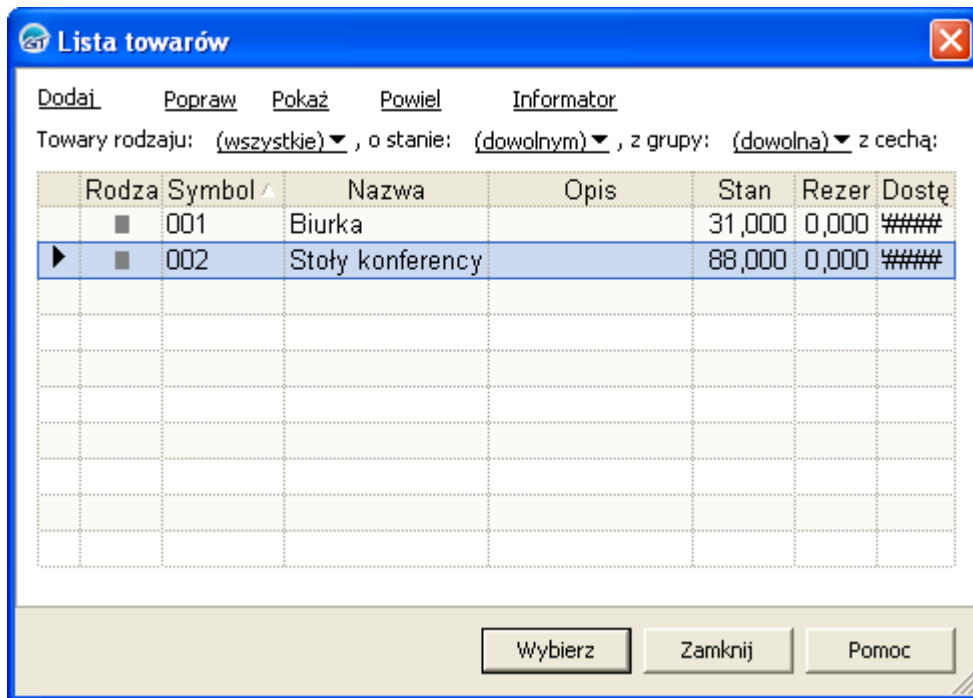 Lista towarów
Dodaj Popraw Pokaż Powiel Informator
Towary rodzaju: (wszystkie) , o stanie: (dowolnym) , z grupy: (dowolna) z cechą:
Rodza Symbol Nazwa Opis Stan Rezer Dostę
001 Biurka 31,000 0,000 ####
002 Stoły konferency 88,000 0,000 ####
Wybierz Zamknij Pomoc